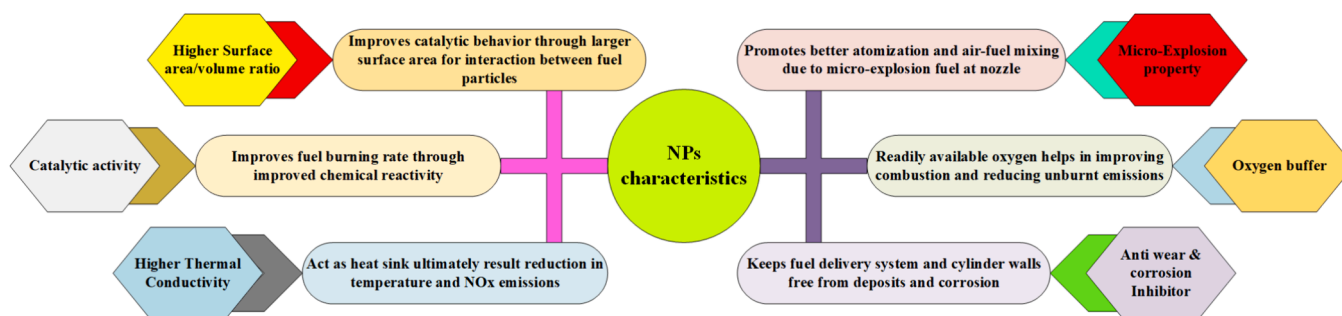 Higher Surface
area/volume ratio
Improves catalytic behavior through larger
surface area for interaction between fuel
particles
Catalytic activity
Improves fuel burning rate through
improved chemical reactivity
Higher Thermal
Conductivity
Act as heat sink ultimately result reduction in
temperature and NOx emissions
NPs
characteristics
Promotes better atomization and air-fuel mixing
due to micro-explosion fuel at nozzle
Micro-Explosion
property
Readily available oxygen helps in improving
combustion and reducing unburnt emissions
Oxygen buffer
Keeps fuel delivery system and cylinder walls
free from deposits and corrosion
Anti wear &
corrosion
Inhibitor